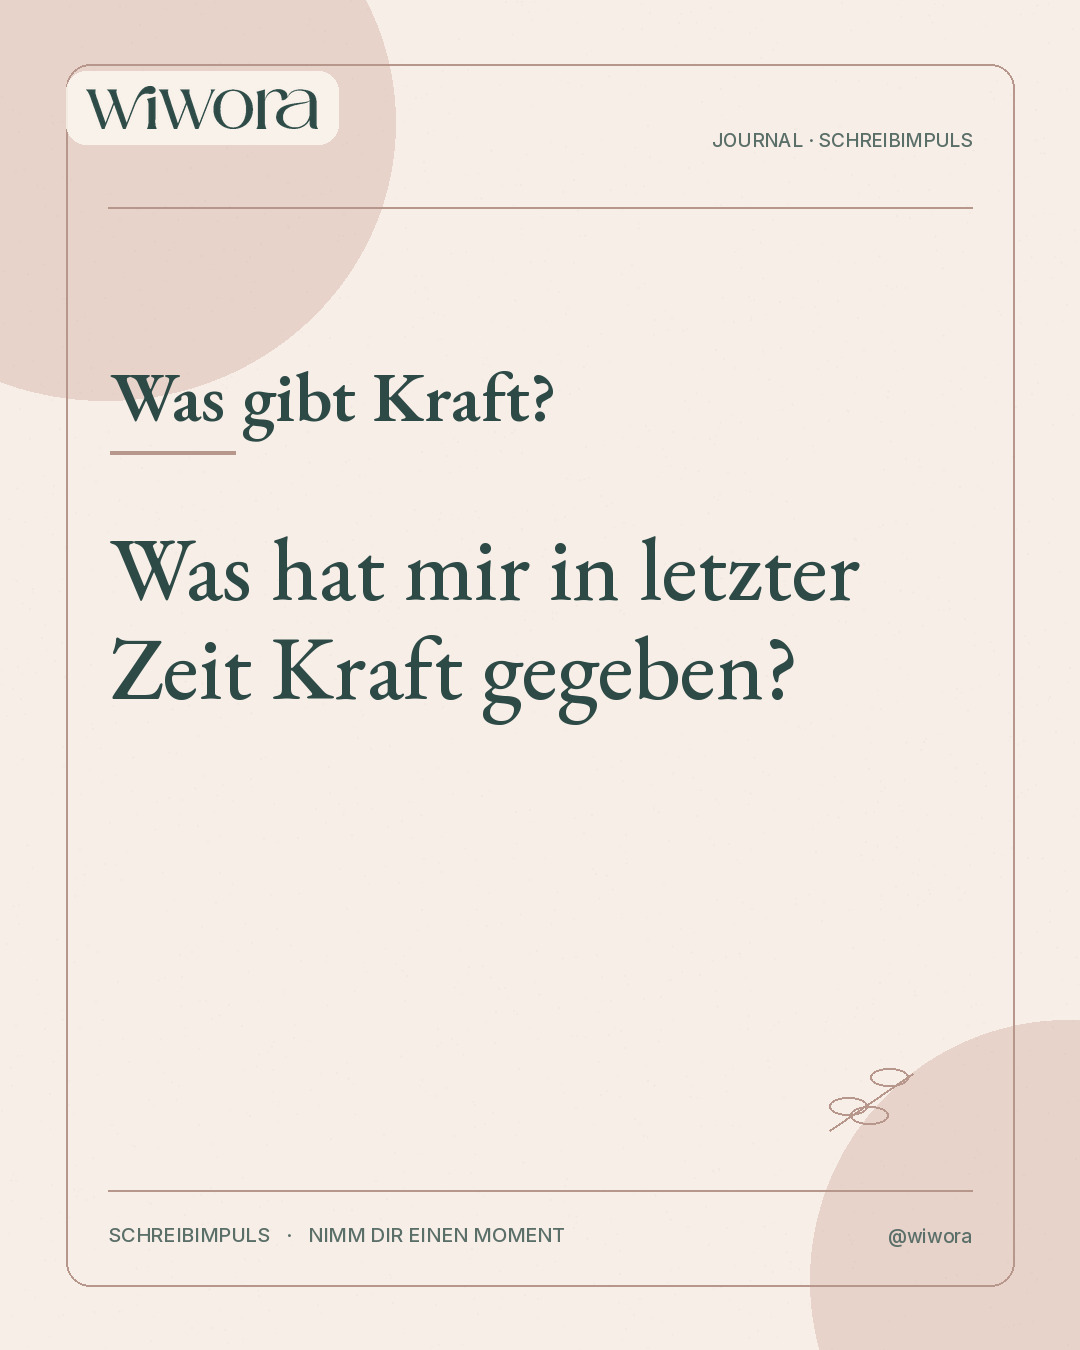 wiwora
JOURNAL · SCHREIBIMPULS
Was gibt Kraft?
Was hat mir in letzter
Zeit Kraft gegeben?
SCHREIBIMPULS · NIMM DIR EINEN MOMENT
@wiwora